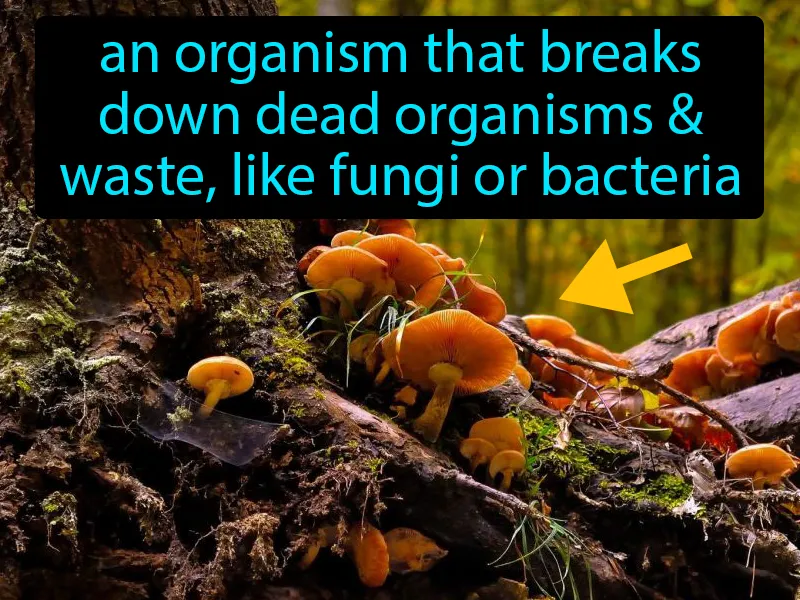 an organism that breaks
down dead organisms &
waste, like fungi or bacteria